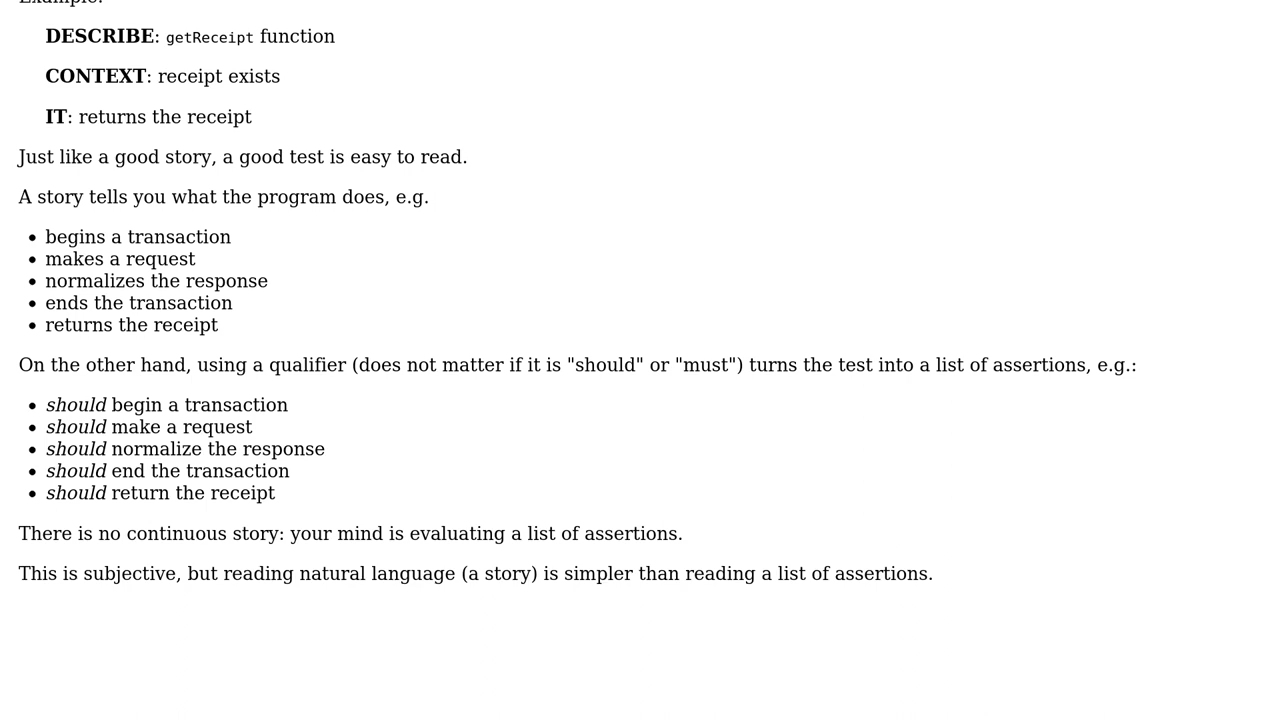 Example:
DESCRIBE: getReceipt function
CONTEXT: receipt exists
IT: returns the receipt
Just like a good story, a good test is easy to read.
A story tells you what the program does, e.g.
• begins a transaction
• makes a request
• normalizes the response
• ends the transaction
• returns the receipt
On the other hand, using a qualifier (does not matter if it is "should" or "must") turns the test into a list of assertions, e.g.:
• should begin a transaction
• should make a request
• should normalize the response
• should end the transaction
• should return the receipt
There is no continuous story: your mind is evaluating a list of assertions.
This is subjective, but reading natural language (a story) is simpler than reading a list of assertions.